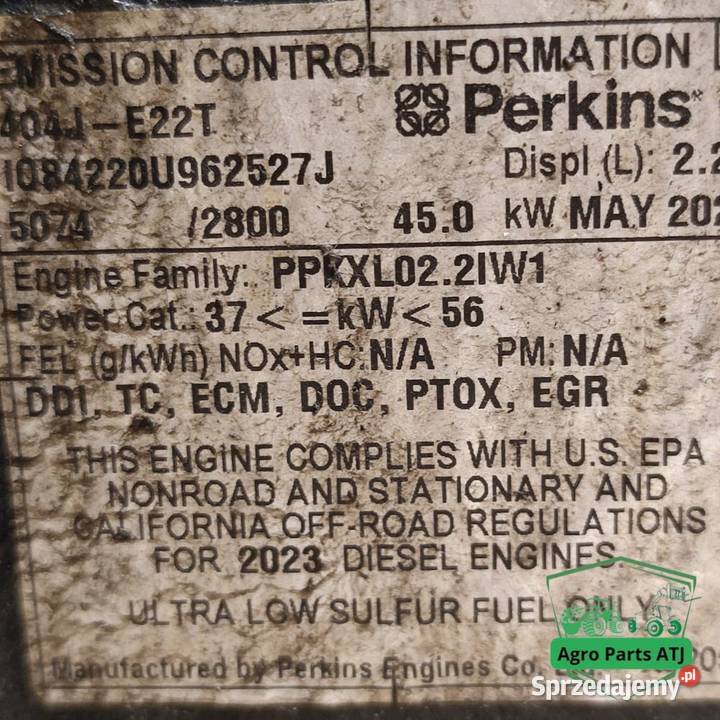 EMISSION CONTROL INFORMATION
404J-E22T Perkins
IQ84220U962527J Displ (L): 2.2
5074 /2800 45.0 kW MAY 202
Engine Family: PPKXL02.2IW1
Power Cat.: 37 < =kW < 56
FEL (g/kWh) NOx+HC: N/A PM: N/A
DDI, TC, ECM, DOC, PTOX, EGR
THIS ENGINE COMPLIES WITH U.S. EPA
NONROAD AND STATIONARY AND
CALIFORNIA OFF-ROAD REGULATIONS
FOR 2023 DIESEL ENGINES.
ULTRA LOW SULFUR FUEL ONLY
Manufactured by Perkins Engines Co.
Agro Parts ATJ
Sprzedajemy.pl